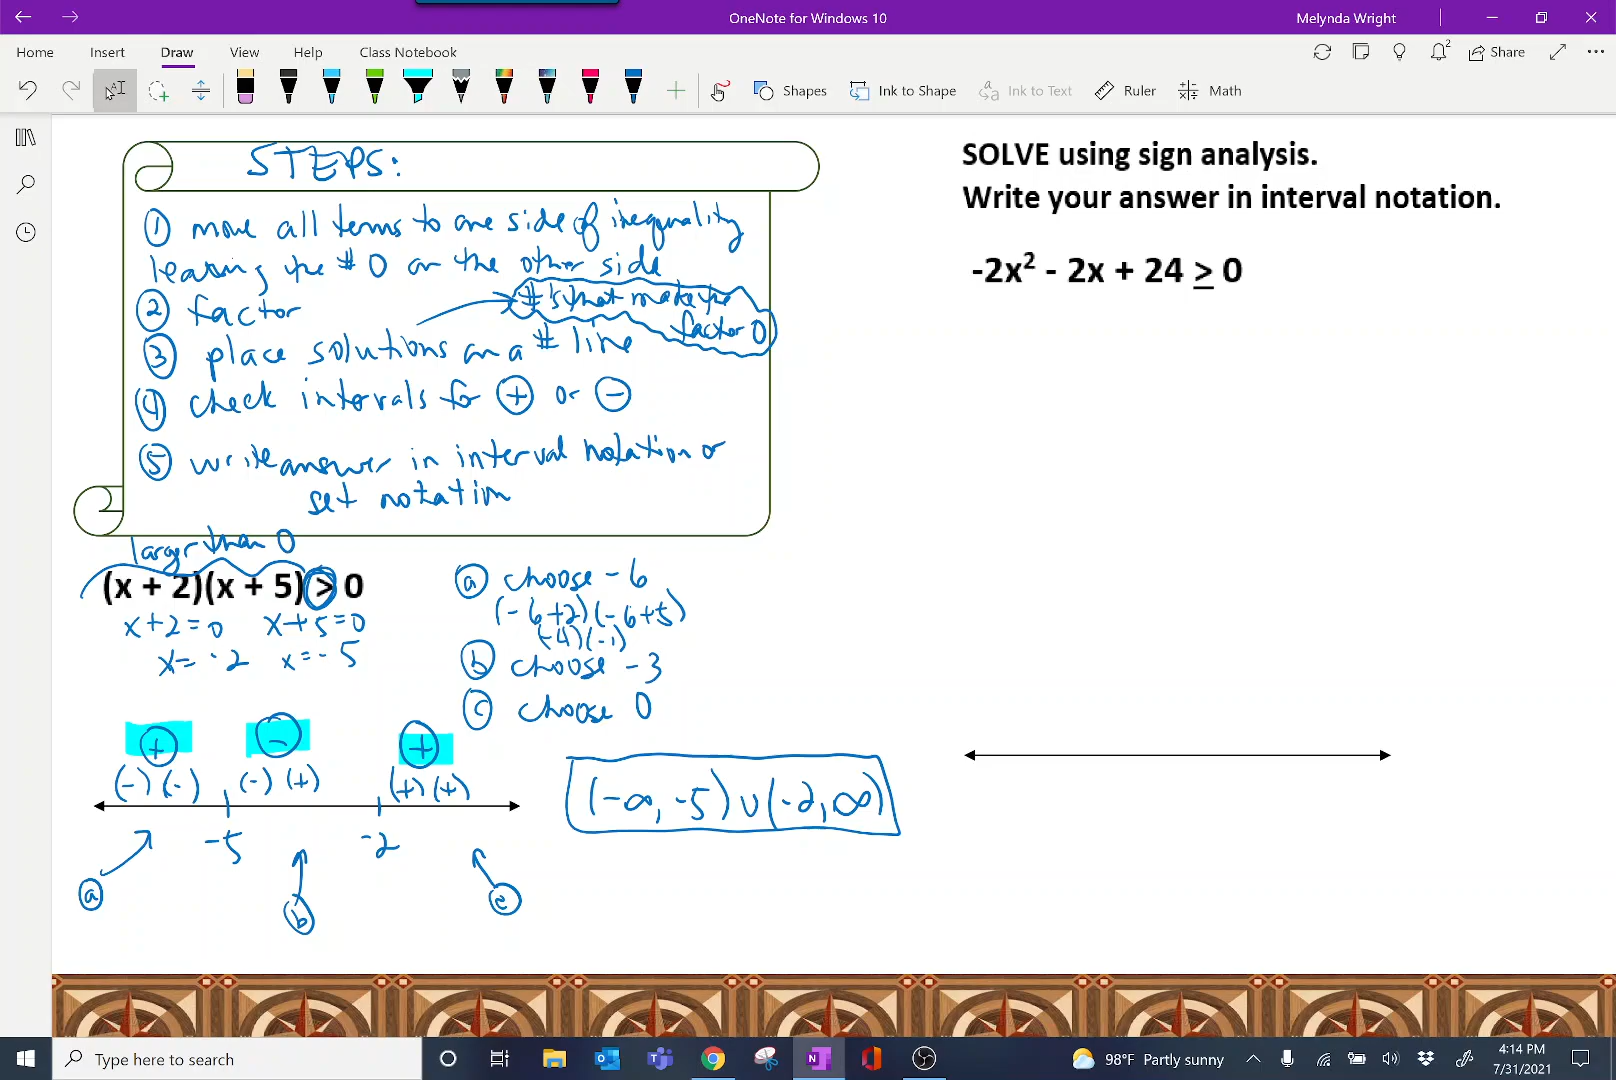 OneNote for Windows 10
Melynda Wright
Home Insert Draw View Help Class Notebook
2 Share
Shapes Ink to Shape Ink to Text Ruler Math
STEPS:
① move all terms to one side of inequality
leaving the # 0 on the other side
② factor
#'s that make the
factor 0
③ place solutions on a # line
④ check intervals for + or -
⑤ write answer in interval notation or
set notation
larger than 0
(x + 2)(x + 5) > 0
x+2=0 x+5=0
x=-2 x=-5
ⓐ choose -6
(-6+2)(-6+5)
(-4)(-1)
ⓑ choose -3
ⓒ choose 0
+ - +
(-)(-) (-)(+) (+)(+)
-5 -2
ⓐ ⓑ ⓒ
(-∞, -5) ∪ (-2, ∞)
SOLVE using sign analysis.
Write your answer in interval notation.
-2x² - 2x + 24 ≥ 0
Type here to search
98°F Partly sunny
4:14 PM
7/31/2021